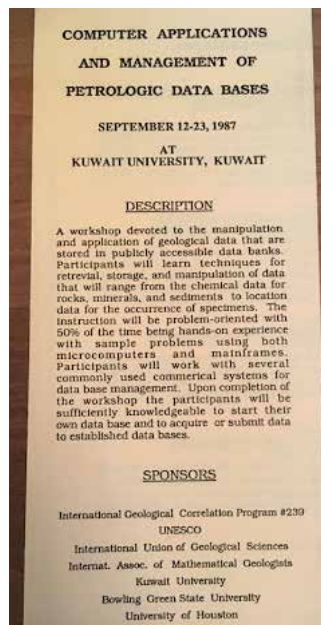 COMPUTER APPLICATIONS
AND MANAGEMENT OF
PETROLOGIC DATA BASES
SEPTEMBER 12-23, 1987
AT
KUWAIT UNIVERSITY, KUWAIT
DESCRIPTION
A workshop devoted to the manipulation
and application of geological data that are
stored in publicly accessible data banks.
Participants will learn techniques for
retrevial, storage, and manipulation of data
that will range from the chemical data for
rocks, minerals, and sediments to location
data for the occurrence of specimens. The
instruction will be problem-oriented with
50% of the time being hands-on experience
with sample problems using both
microcomputers and mainframes.
Participants will work with several
commonly used commerical systems for
data base management. Upon completion of
the workshop the participants will be
sufficiently knowledgeable to start their
own data base and to acquire or submit data
to established data bases.
SPONSORS
International Geological Correlation Program #239
UNESCO
International Union of Geological Sciences
Internat. Assoc. of Mathematical Geologists
Kuwait University
Bowling Green State University
University of Houston